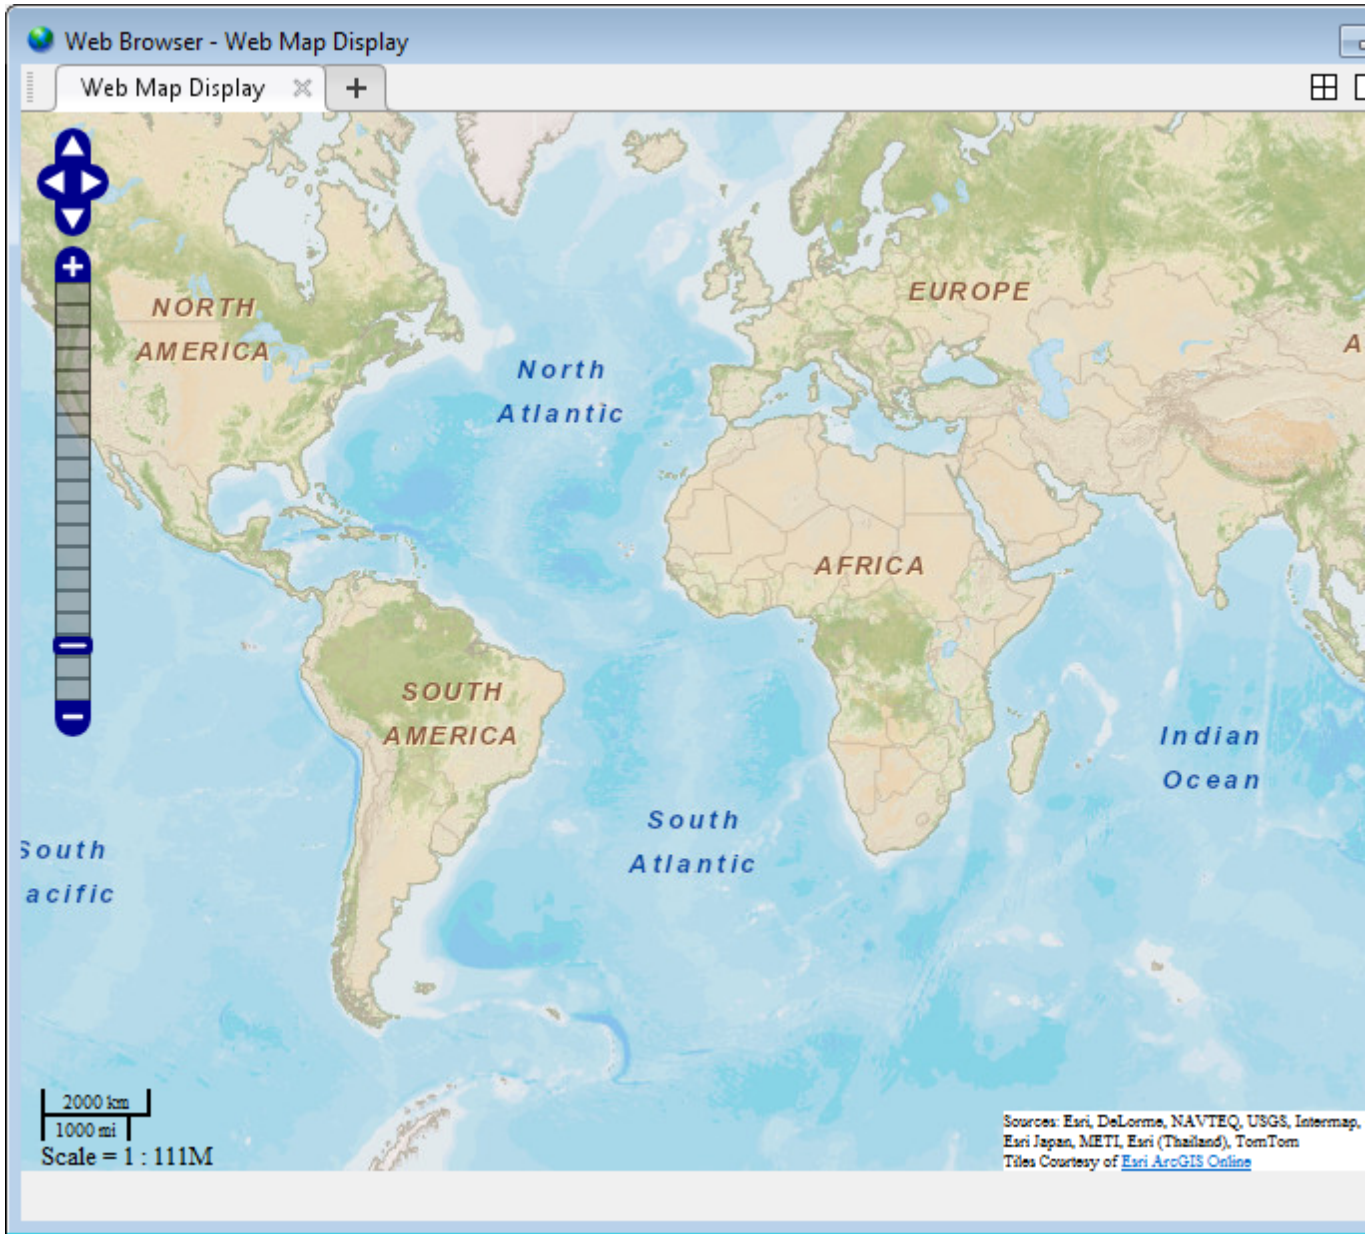 Web Browser - Web Map Display
Web Map Display
NORTH
AMERICA
EUROPE
A
North
Atlantic
AFRICA
SOUTH
AMERICA
Indian
Ocean
South
Atlantic
South
acific
2000 km
1000 mi
Scale = 1 : 111M
Sources: Esri, DeLorme, NAVTEQ, USGS, Intermap,
Esri Japan, METI, Esri (Thailand), TomTom
Tiles Courtesy of Esri ArcGIS Online